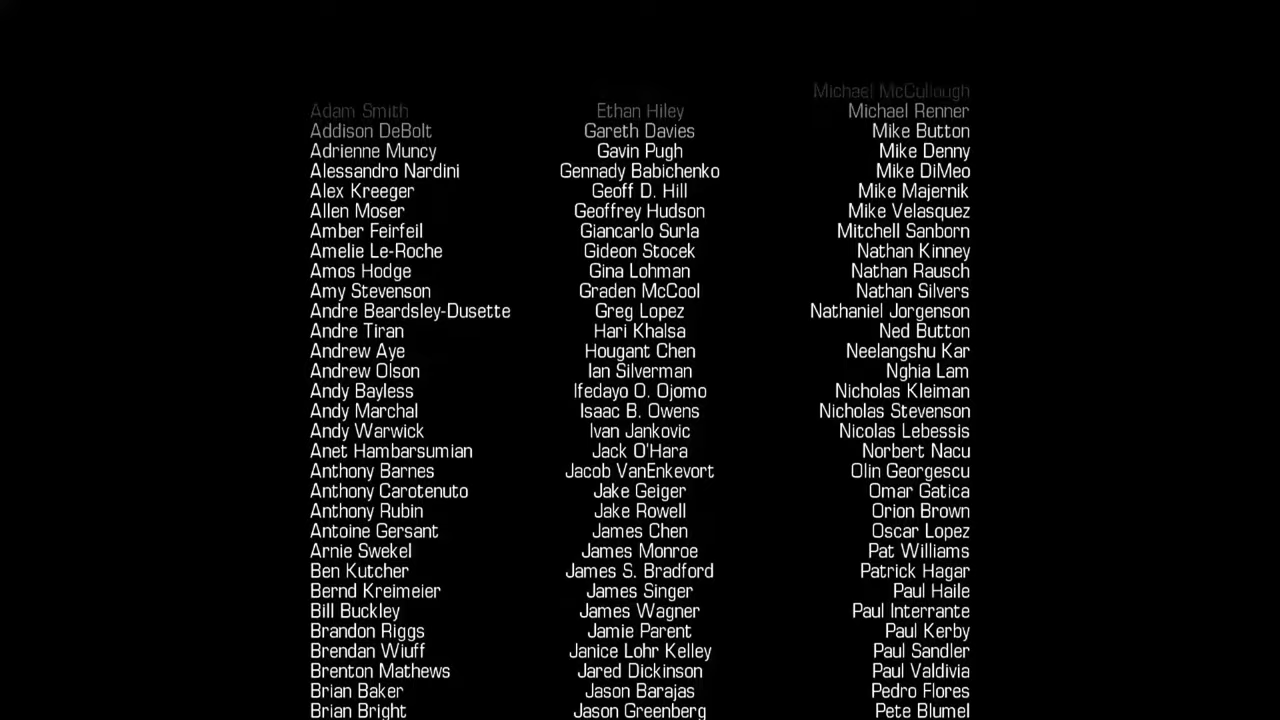 Adam Smith
Addison DeBolt
Adrienne Muncy
Alessandro Nardini
Alex Kreeger
Allen Moser
Amber Feirfeil
Amelie Le-Roche
Amos Hodge
Amy Stevenson
Andre Beardsley-Dusette
Andre Tiran
Andrew Aye
Andrew Olson
Andy Bayless
Andy Marchal
Andy Warwick
Anet Hambarsumian
Anthony Barnes
Anthony Carotenuto
Anthony Rubin
Antoine Gersant
Arnie Swekel
Ben Kutcher
Bernd Kreimeier
Bill Buckley
Brandon Riggs
Brendan Wiuff
Brenton Mathews
Brian Baker
Brian Bright
Ethan Hiley
Gareth Davies
Gavin Pugh
Gennady Babichenko
Geoff D. Hill
Geoffrey Hudson
Giancarlo Surla
Gideon Stocek
Gina Lohman
Graden McCool
Greg Lopez
Hari Khalsa
Hougant Chen
Ian Silverman
Ifedayo O. Ojomo
Isaac B. Owens
Ivan Jankovic
Jack O'Hara
Jacob VanEnkevort
Jake Geiger
Jake Rowell
James Chen
James Monroe
James S. Bradford
James Singer
James Wagner
Jamie Parent
Janice Lohr Kelley
Jared Dickinson
Jason Barajas
Jason Greenberg
Michael McCullough
Michael Renner
Mike Button
Mike Denny
Mike DiMeo
Mike Majernik
Mike Velasquez
Mitchell Sanborn
Nathan Kinney
Nathan Rausch
Nathan Silvers
Nathaniel Jorgenson
Ned Button
Neelangshu Kar
Nghia Lam
Nicholas Kleiman
Nicholas Stevenson
Nicolas Lebessis
Norbert Nacu
Olin Georgescu
Omar Gatica
Orion Brown
Oscar Lopez
Pat Williams
Patrick Hagar
Paul Haile
Paul Interrante
Paul Kerby
Paul Sandler
Paul Valdivia
Pedro Flores
Pete Blumel